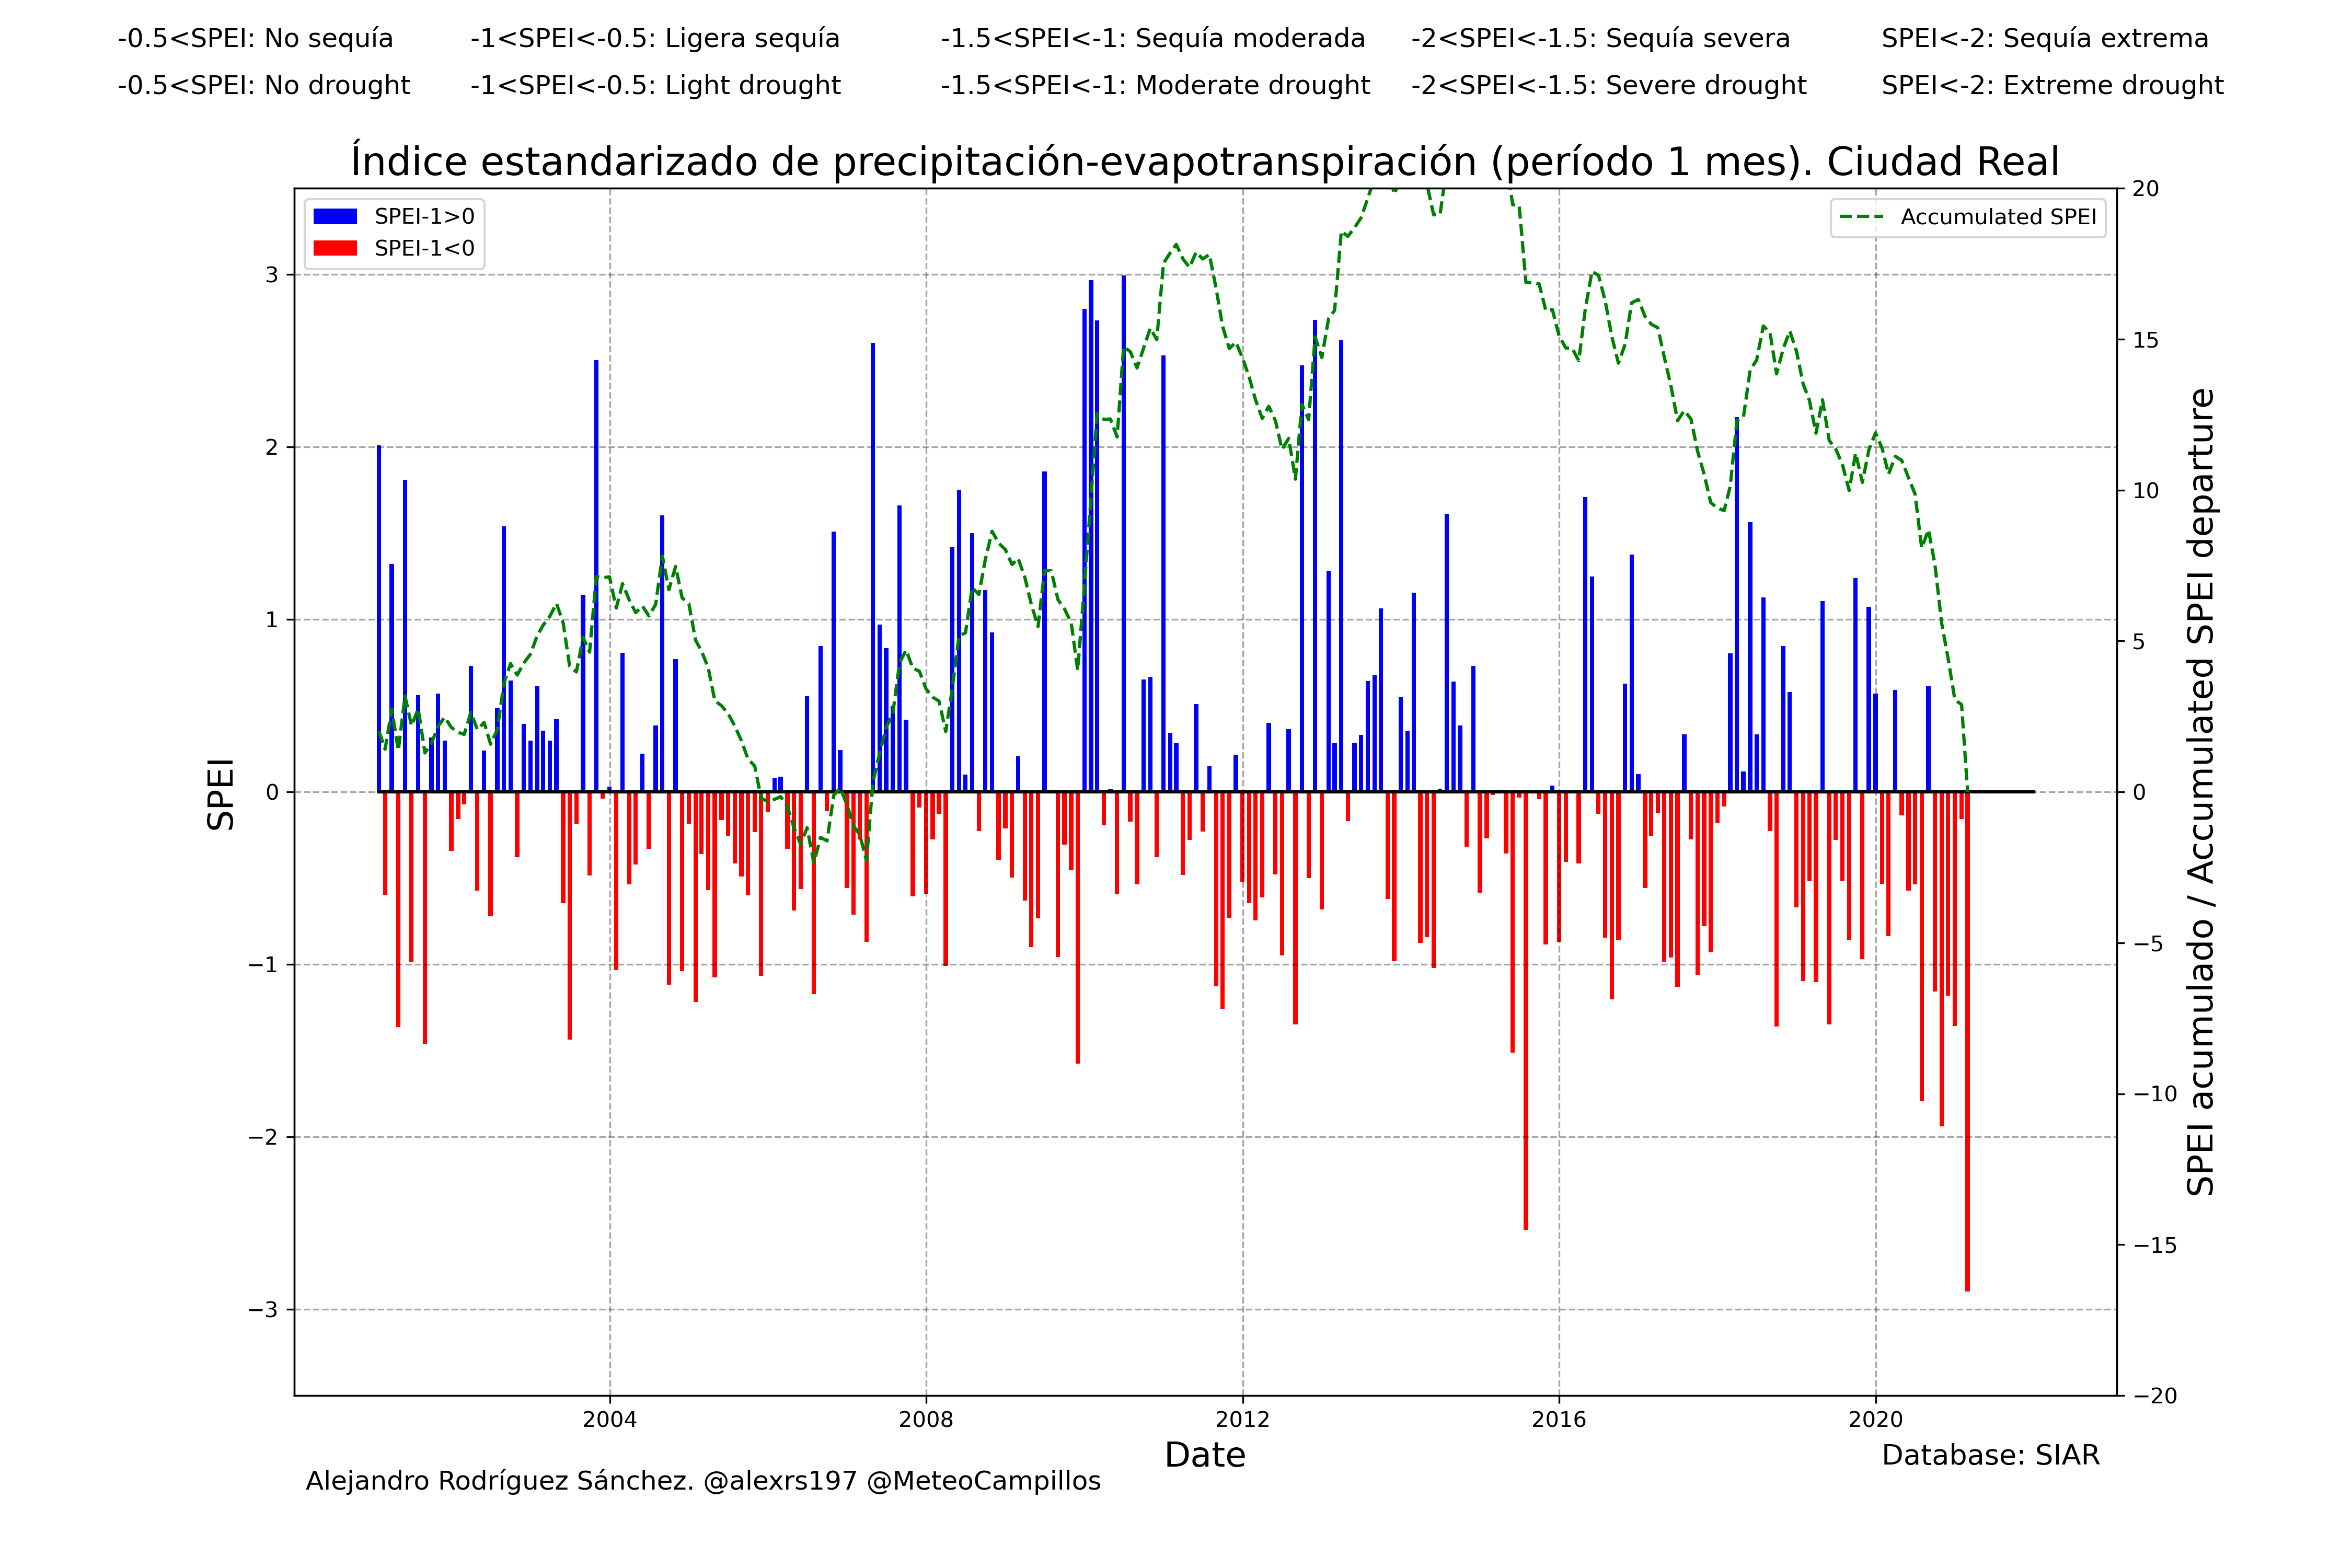 -0.5<SPEI: No sequía -1<SPEI<-0.5: Ligera sequía -1.5<SPEI<-1: Sequía moderada -2<SPEI<-1.5: Sequía severa SPEI<-2: Sequía extrema
-0.5<SPEI: No drought -1<SPEI<-0.5: Light drought -1.5<SPEI<-1: Moderate drought -2<SPEI<-1.5: Severe drought SPEI<-2: Extreme drought
Índice estandarizado de precipitación-evapotranspiración (período 1 mes). Ciudad Real
SPEI-1>0
SPEI-1<0
Accumulated SPEI
SPEI
3
2
1
0
−1
−2
−3
20
15
10
5
0
−5
−10
−15
−20
SPEI acumulado / Accumulated SPEI departure
2004 2008 2012 2016 2020
Date
Database: SIAR
Alejandro Rodríguez Sánchez. @alexrs197 @MeteoCampillos